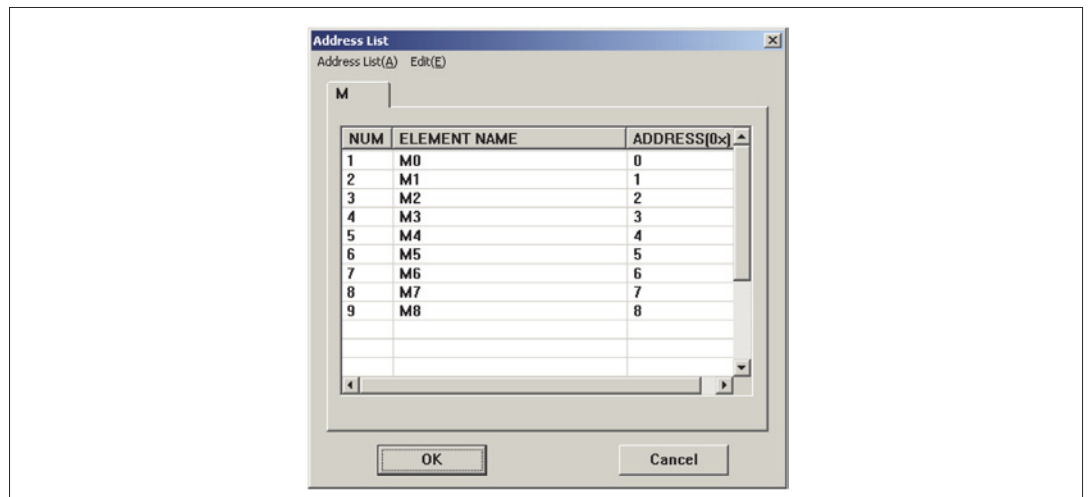 Address List
Address List(A) Edit(E)
M
NUM ELEMENT NAME ADDRESS(0x)
1 M0 0
2 M1 1
3 M2 2
4 M3 3
5 M4 4
6 M5 5
7 M6 6
8 M7 7
9 M8 8
OK Cancel